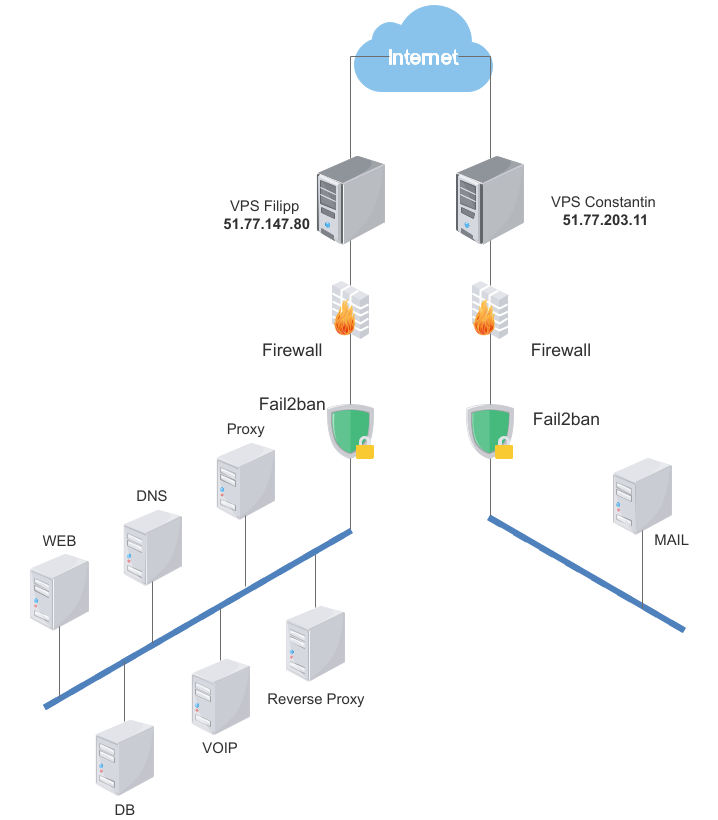 Internet
VPS Filipp
51.77.147.80
VPS Constantin
51.77.203.11
Firewall
Firewall
Fail2ban
Fail2ban
Proxy
DNS
WEB
MAIL
Reverse Proxy
VOIP
DB